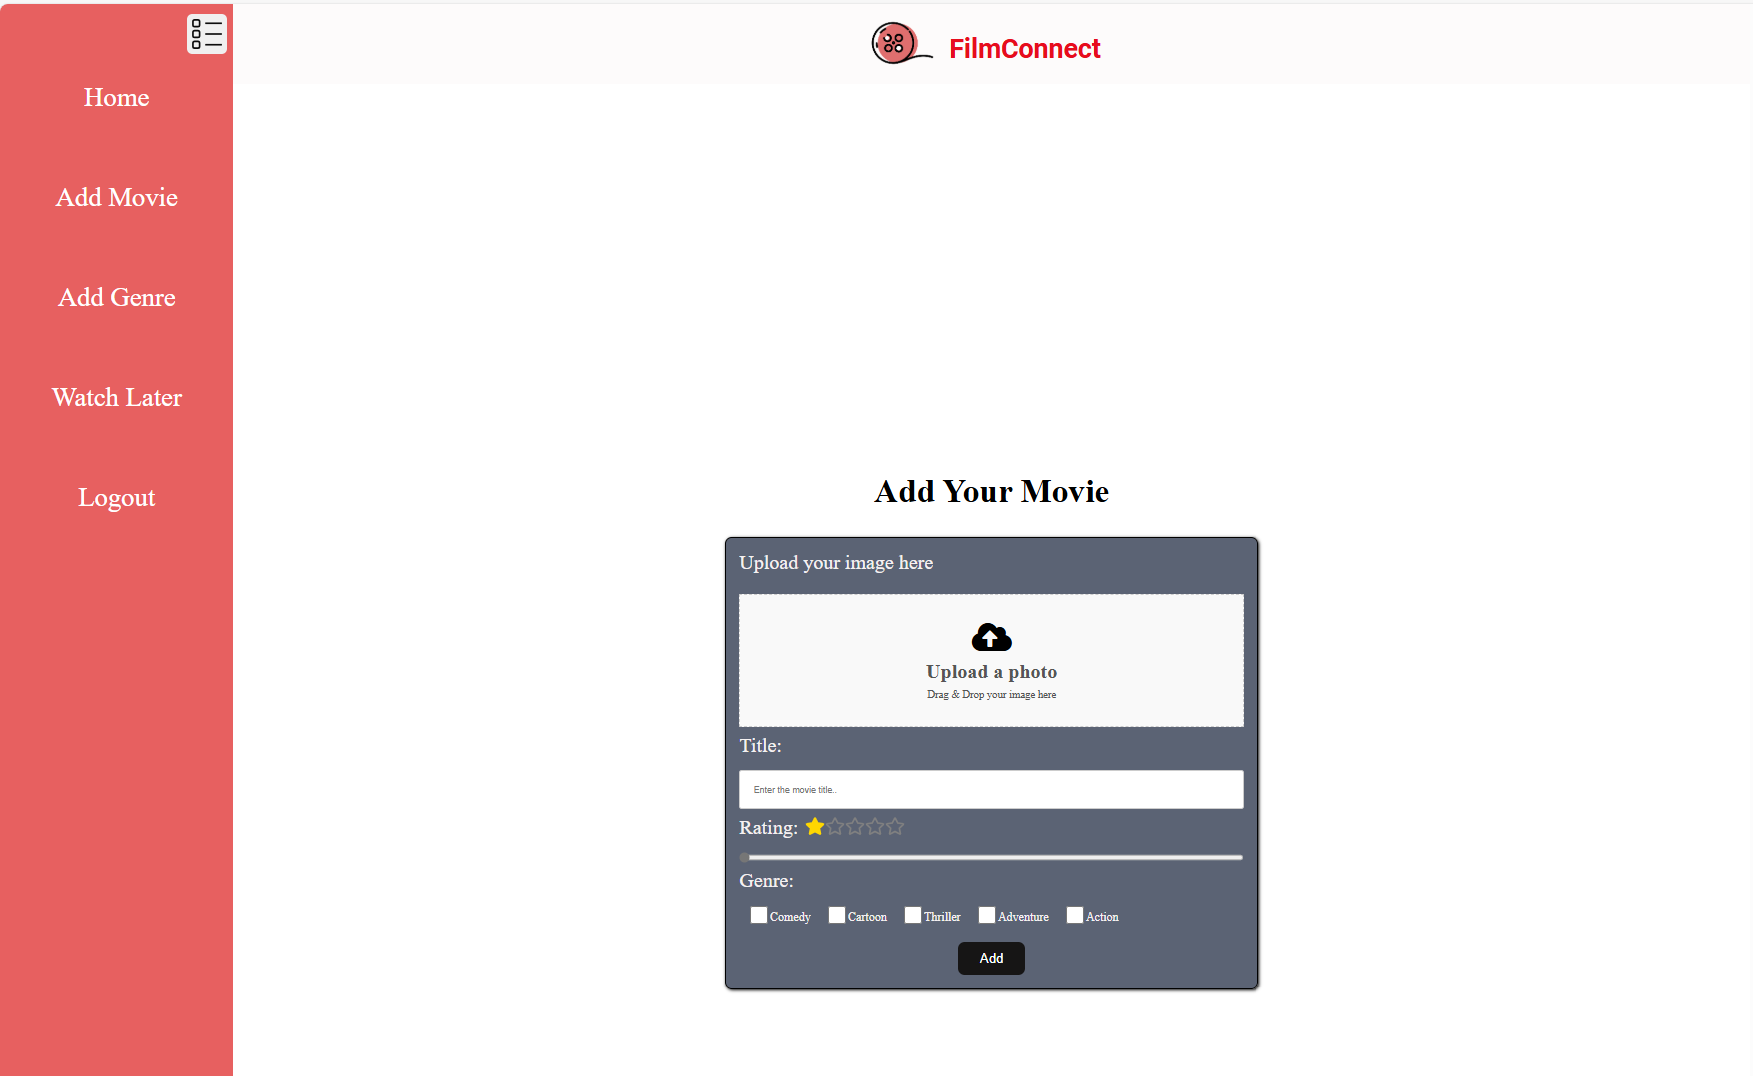 FilmConnect
Home
Add Movie
Add Genre
Watch Later
Logout
Add Your Movie
Upload your image here
Upload a photo
Drag & Drop your image here
Title:
Enter the movie title..
Rating:
Genre:
Comedy Cartoon Thriller Adventure Action
Add